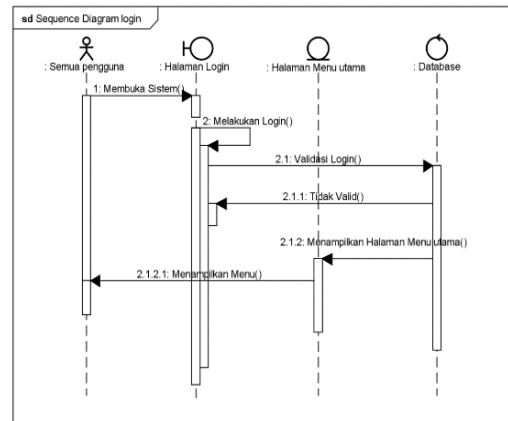 sd Sequence Diagram login
: Semua pengguna
: Halaman Login
: Halaman Menu utama
: Database
1: Membuka Sistem()
2: Melakukan Login()
2.1: Validasi Login()
2.1.1: Tidak Valid()
2.1.2: Menampilkan Halaman Menu utama()
2.1.2.1: Menampilkan Menu()